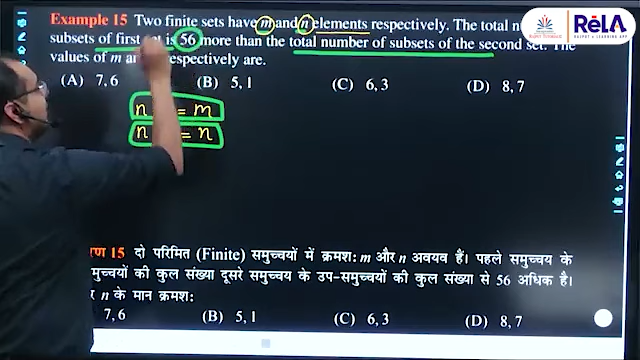 Example 15 Two finite sets have m and n elements respectively. The total
subsets of first set is 56 more than the total number of subsets of the second set. The
values of m respectively are.
(A) 7, 6 (B) 5, 1 (C) 6, 3 (D) 8, 7
n = m
n = n
RELA
15 दो परिमित (Finite) समुच्चयों में क्रमश: m और n अवयव हैं। पहले समुच्चय के
समुच्चयों की कुल संख्या दूसरे समुच्चय के उप-समुच्चयों की कुल संख्या से 56 अधिक है।
n के मान क्रमश:
7, 6 (B) 5, 1 (C) 6, 3 (D) 8, 7